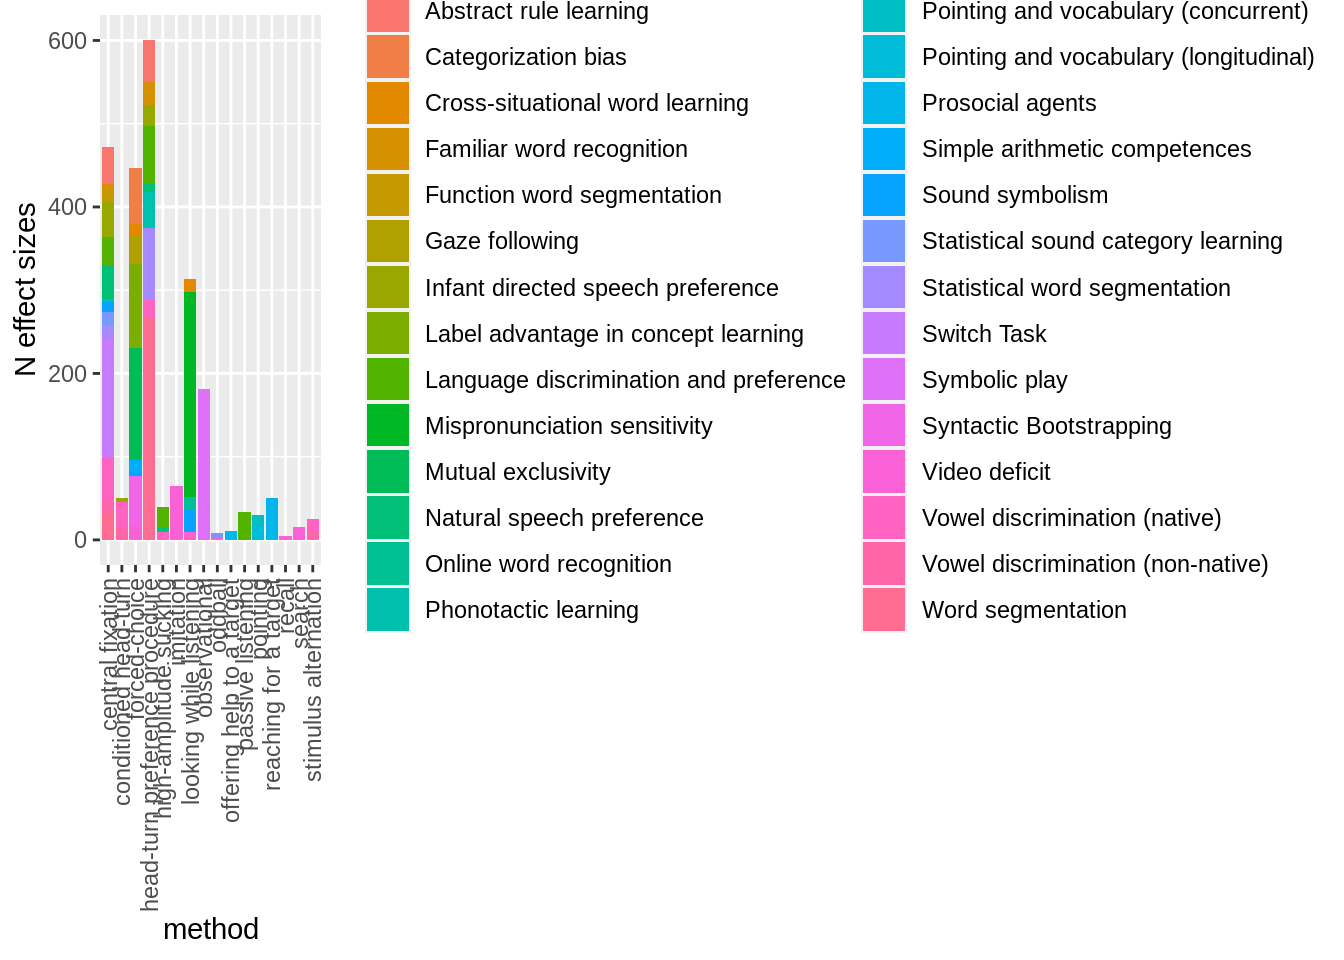 N effect sizes
600
400
200
0
central fixation
conditioned head-turn
forced-choice
head-turn preference procedure
high-amplitude sucking
imitation
looking while listening
observational
oddball
offering help to a target
passive listening
pointing
reaching for a target
recall
search
stimulus alternation
method
Abstract rule learning
Categorization bias
Cross-situational word learning
Familiar word recognition
Function word segmentation
Gaze following
Infant directed speech preference
Label advantage in concept learning
Language discrimination and preference
Mispronunciation sensitivity
Mutual exclusivity
Natural speech preference
Online word recognition
Phonotactic learning
Pointing and vocabulary (concurrent)
Pointing and vocabulary (longitudinal)
Prosocial agents
Simple arithmetic competences
Sound symbolism
Statistical sound category learning
Statistical word segmentation
Switch Task
Symbolic play
Syntactic Bootstrapping
Video deficit
Vowel discrimination (native)
Vowel discrimination (non-native)
Word segmentation